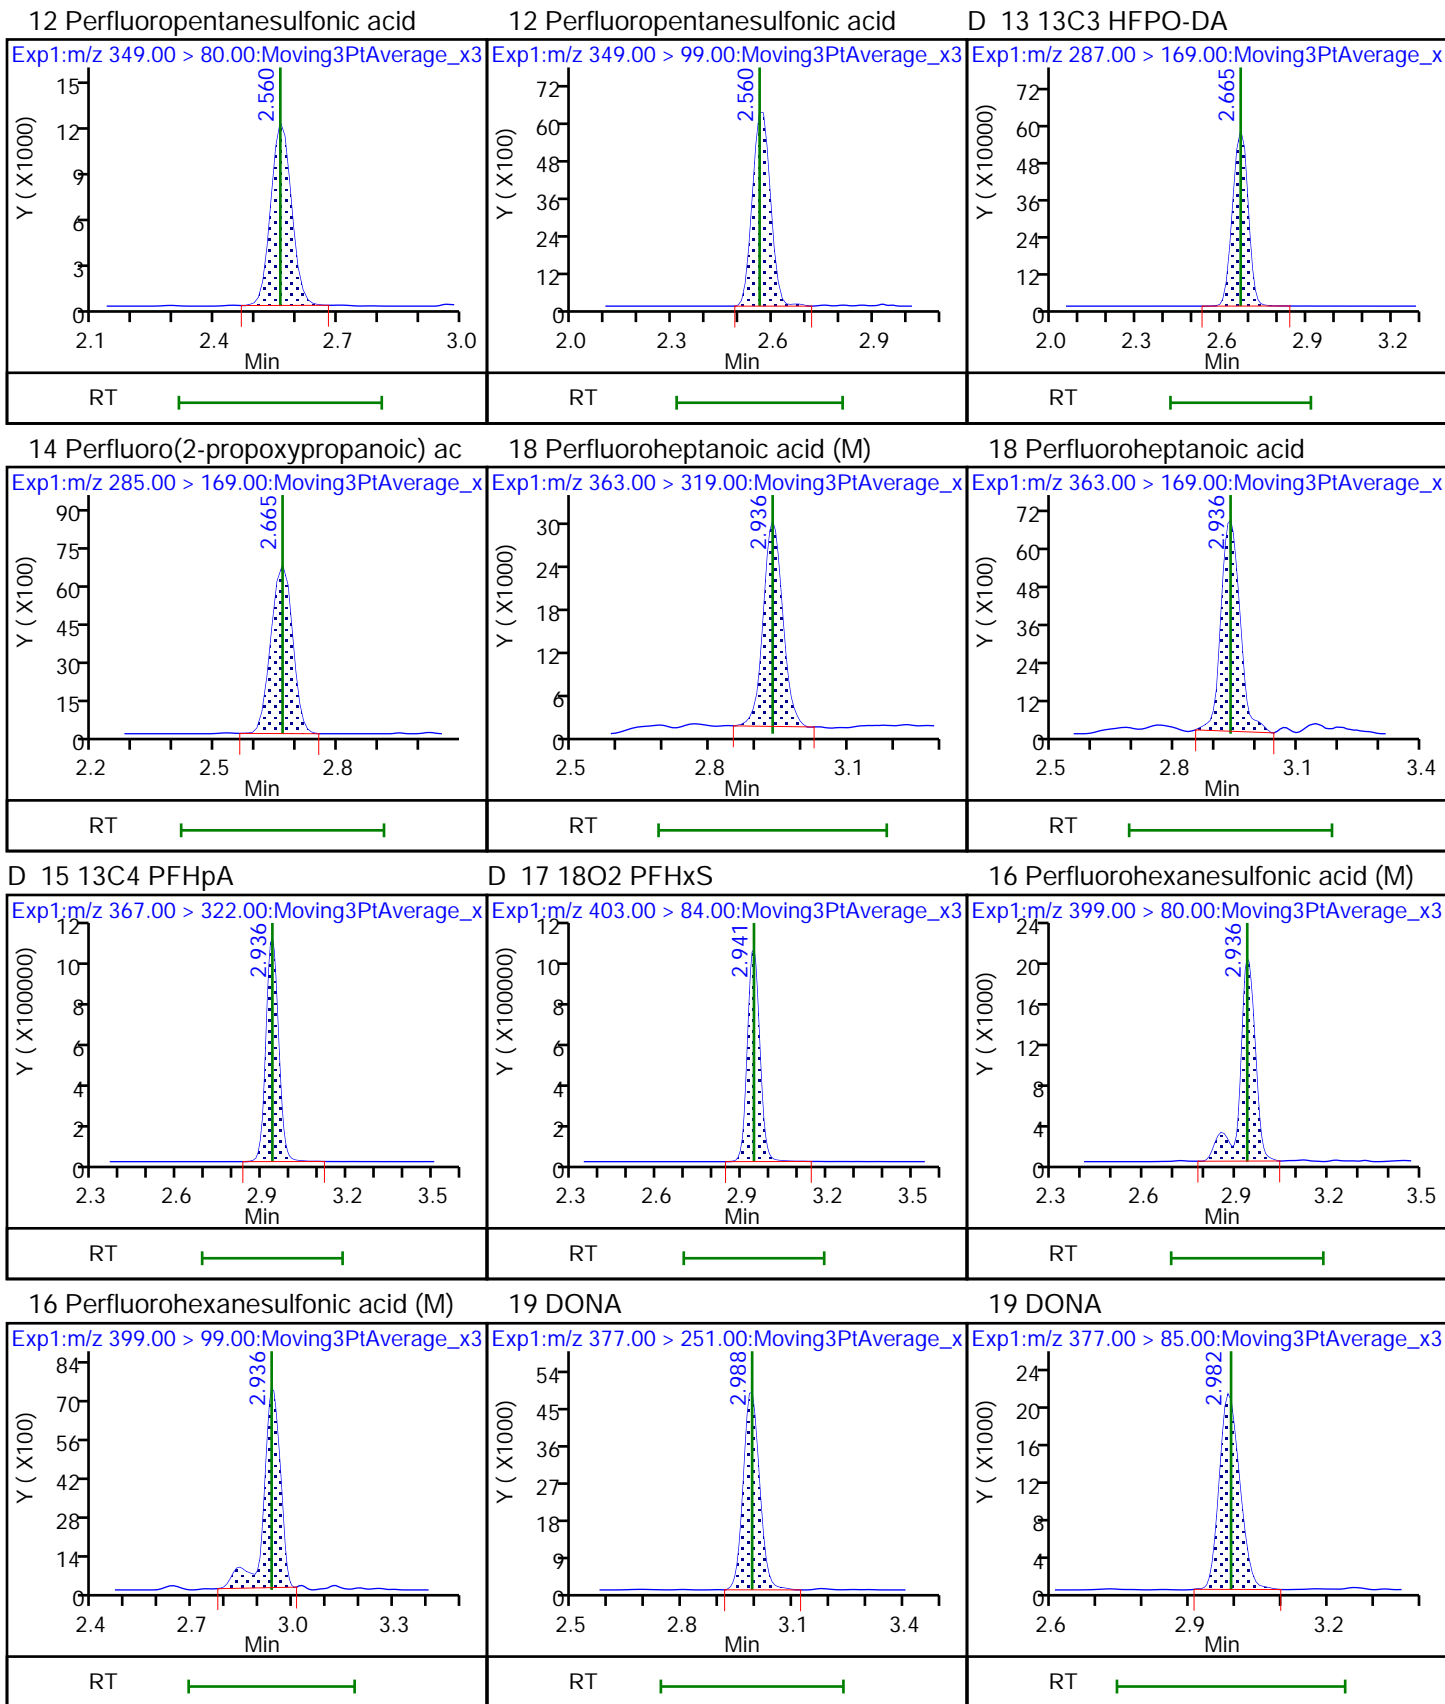 12 Perfluoropentanesulfonic acid
Exp1:m/z 349.00 > 80.00:Moving3PtAverage_x3
2.560
15
12
9
6
3
0
Y ( X1000)
2.1 2.4 2.7 3.0
Min
RT
12 Perfluoropentanesulfonic acid
Exp1:m/z 349.00 > 99.00:Moving3PtAverage_x3
2.560
72
60
48
36
24
12
0
Y ( X100)
2.0 2.3 2.6 2.9
Min
RT
D 13 13C3 HFPO-DA
Exp1:m/z 287.00 > 169.00:Moving3PtAverage_x
2.665
72
60
48
36
24
12
0
Y ( X10000)
2.0 2.3 2.6 2.9 3.2
Min
RT
14 Perfluoro(2-propoxypropanoic) ac
Exp1:m/z 285.00 > 169.00:Moving3PtAverage_x
2.665
90
75
60
45
30
15
0
Y ( X100)
2.2 2.5 2.8
Min
RT
18 Perfluoroheptanoic acid (M)
Exp1:m/z 363.00 > 319.00:Moving3PtAverage_x
2.936
30
24
18
12
6
0
Y ( X1000)
2.5 2.8 3.1
Min
RT
18 Perfluoroheptanoic acid
Exp1:m/z 363.00 > 169.00:Moving3PtAverage_x
2.936
72
60
48
36
24
12
0
Y ( X100)
2.5 2.8 3.1 3.4
Min
RT
D 15 13C4 PFHpA
Exp1:m/z 367.00 > 322.00:Moving3PtAverage_x
2.936
12
10
8
6
4
2
0
Y ( X100000)
2.3 2.6 2.9 3.2 3.5
Min
RT
D 17 18O2 PFHxS
Exp1:m/z 403.00 > 84.00:Moving3PtAverage_x3
2.941
12
10
8
6
4
2
0
Y ( X100000)
2.3 2.6 2.9 3.2 3.5
Min
RT
16 Perfluorohexanesulfonic acid (M)
Exp1:m/z 399.00 > 80.00:Moving3PtAverage_x3
2.936
24
20
16
12
8
4
0
Y ( X1000)
2.3 2.6 2.9 3.2 3.5
Min
RT
16 Perfluorohexanesulfonic acid (M)
Exp1:m/z 399.00 > 99.00:Moving3PtAverage_x3
2.936
84
70
56
42
28
14
0
Y ( X100)
2.4 2.7 3.0 3.3
Min
RT
19 DONA
Exp1:m/z 377.00 > 251.00:Moving3PtAverage_x
2.988
54
45
36
27
18
9
0
Y ( X1000)
2.5 2.8 3.1 3.4
Min
RT
19 DONA
Exp1:m/z 377.00 > 85.00:Moving3PtAverage_x3
2.982
24
20
16
12
8
4
0
Y ( X1000)
2.6 2.9 3.2
Min
RT